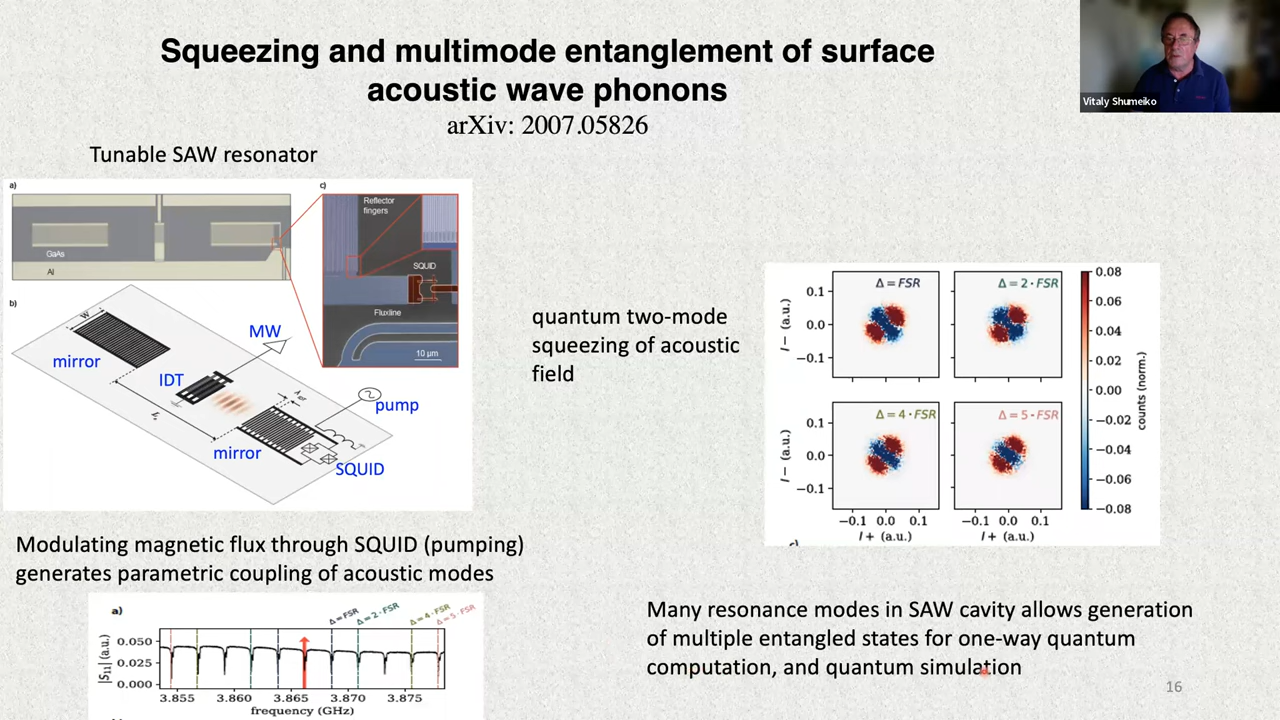 Squeezing and multimode entanglement of surface
acoustic wave phonons
arXiv: 2007.05826
Vitaly Shumeiko
Tunable SAW resonator
a)
GaAs
Al
c)
Reflector
fingers
SQUID
Fluxline
10 μm
b)
W
mirror
IDT
MW
pump
mirror
SQUID
quantum two-mode
squeezing of acoustic
field
Δ = FSR
Δ = 2 · FSR
Δ = 4 · FSR
Δ = 5 · FSR
I − (a.u.)
0.1
0.0
−0.1
I − (a.u.)
0.1
0.0
−0.1
−0.1 0.0 0.1
I + (a.u.)
−0.1 0.0 0.1
I + (a.u.)
0.08
0.06
0.04
0.02
0.00
−0.02
−0.04
−0.06
−0.08
counts (norm.)
Modulating magnetic flux through SQUID (pumping)
generates parametric coupling of acoustic modes
a)
Δ = FSR
Δ = 2 · FSR
Δ = 4 · FSR
Δ = 5 · FSR
|S11| (a.u.)
0.050
0.025
0.000
3.855 3.860 3.865 3.870 3.875
frequency (GHz)
Many resonance modes in SAW cavity allows generation
of multiple entangled states for one-way quantum
computation, and quantum simulation
16